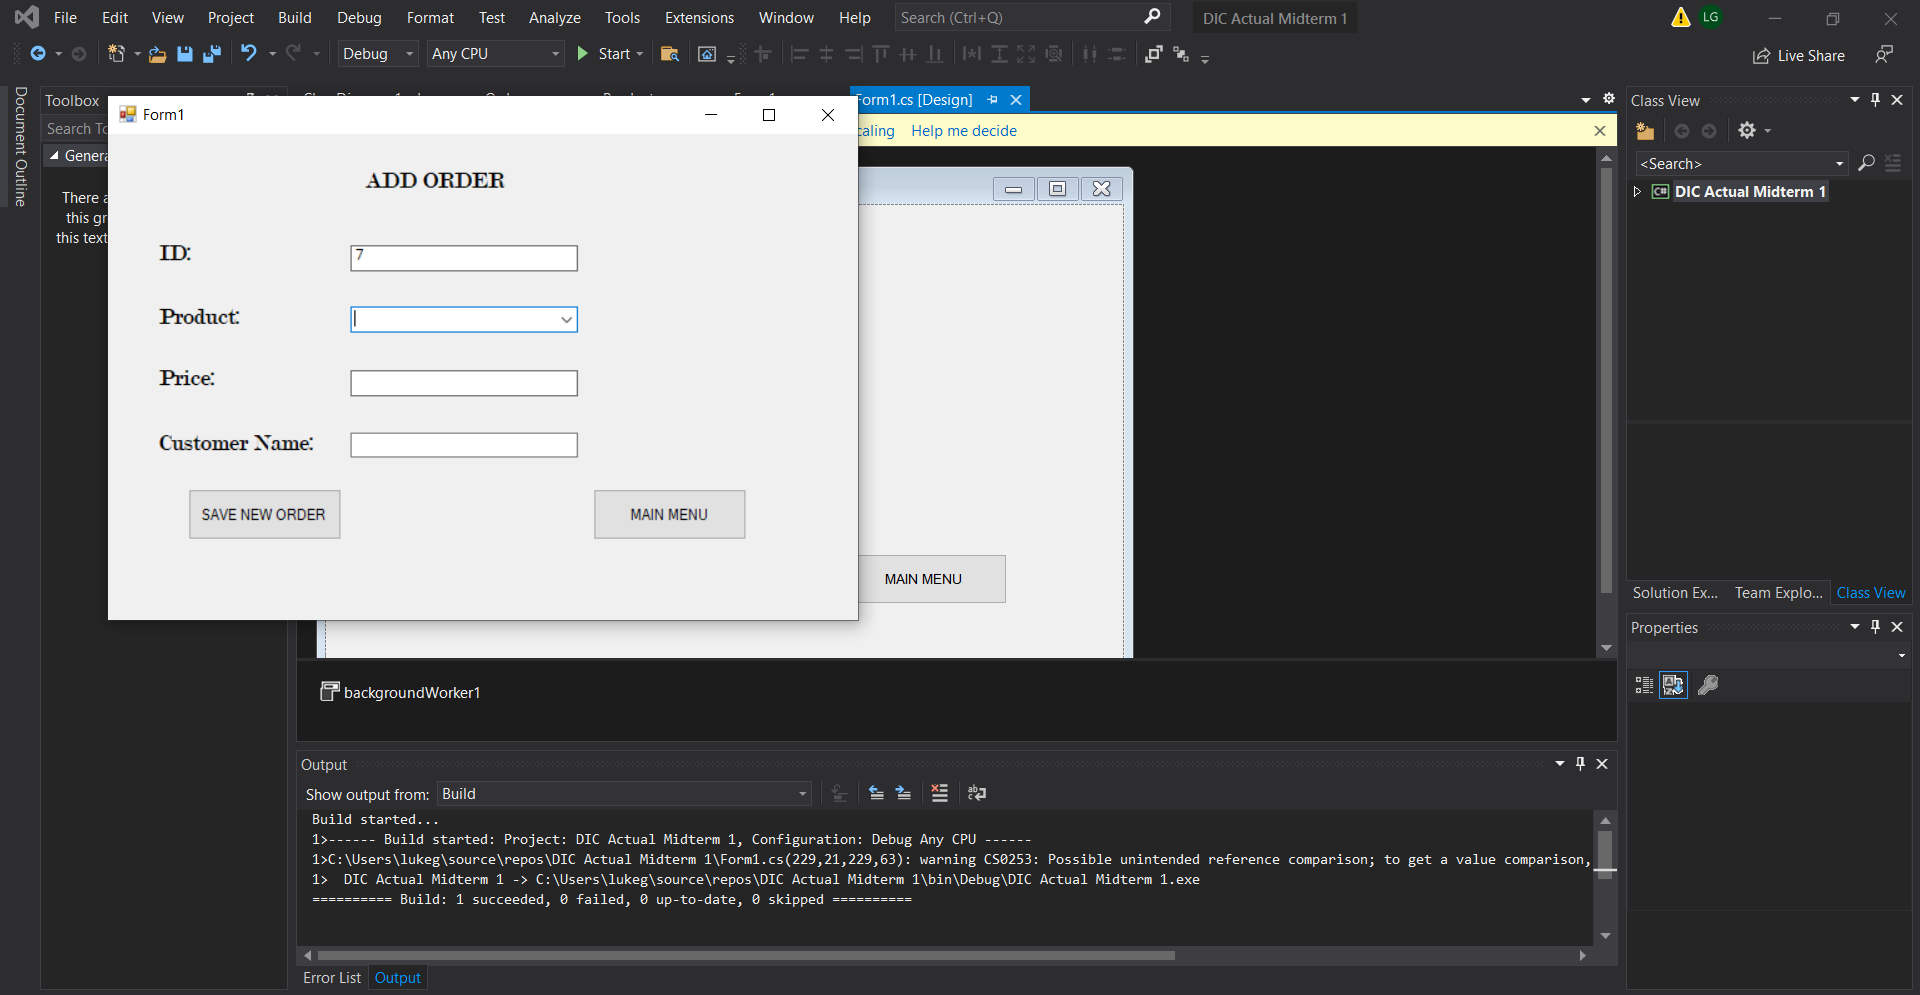 File Edit View Project Build Debug Format Test Analyze Tools Extensions Window Help Search (Ctrl+Q) DIC Actual Midterm 1 LG
Debug Any CPU Start Live Share
Document Outline
Toolbox
Search To
Genera
There a
this gr
this text
Form1
ADD ORDER
ID: 7
Product:
Price:
Customer Name:
SAVE NEW ORDER MAIN MENU
Form1.cs [Design]
caling Help me decide
MAIN MENU
backgroundWorker1
Output
Show output from: Build
Build started...
1>------ Build started: Project: DIC Actual Midterm 1, Configuration: Debug Any CPU ------
1>C:\Users\lukeg\source\repos\DIC Actual Midterm 1\Form1.cs(229,21,229,63): warning CS0253: Possible unintended reference comparison; to get a value comparison,
1>  DIC Actual Midterm 1 -> C:\Users\lukeg\source\repos\DIC Actual Midterm 1\bin\Debug\DIC Actual Midterm 1.exe
========== Build: 1 succeeded, 0 failed, 0 up-to-date, 0 skipped ==========
Error List Output
Class View
<Search>
C# DIC Actual Midterm 1
Solution Ex... Team Explo... Class View
Properties